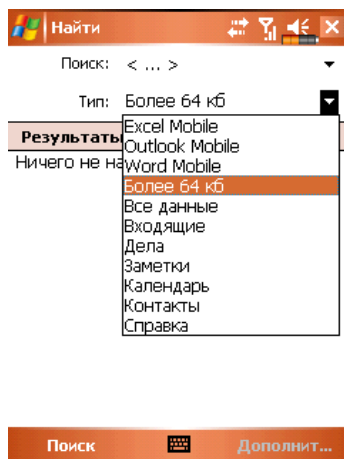 Найти
Поиск: < ... >
Тип: Более 64 кб
Результаты
Ничего не на
Excel Mobile
Outlook Mobile
Word Mobile
Более 64 кб
Все данные
Входящие
Дела
Заметки
Календарь
Контакты
Справка
Поиск Дополнит...